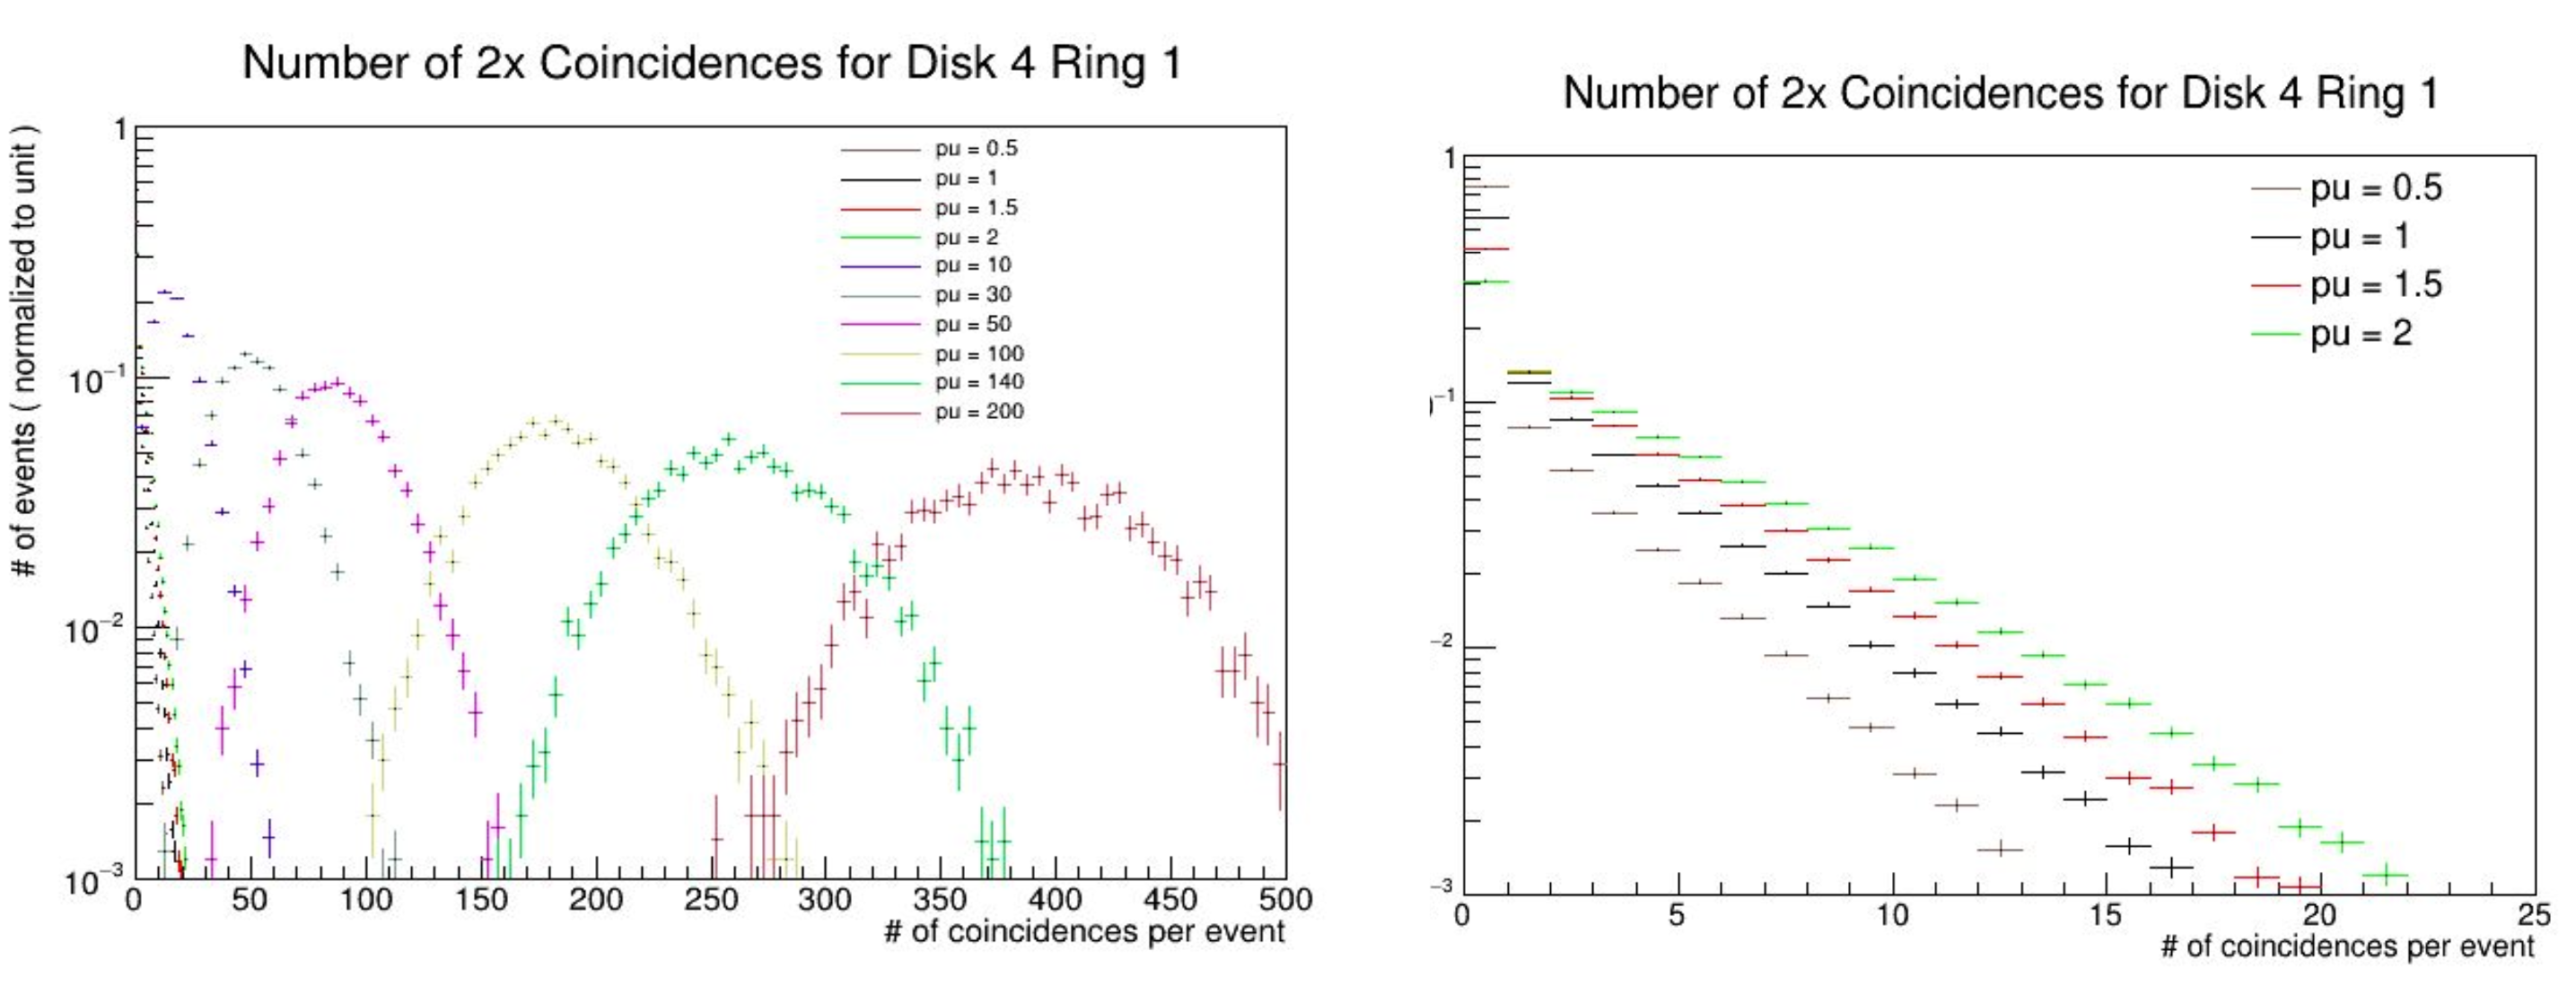 Number of 2x Coincidences for Disk 4 Ring 1
# of events ( normalized to unit )
1
10⁻¹
10⁻²
10⁻³
pu = 0.5
pu = 1
pu = 1.5
pu = 2
pu = 10
pu = 30
pu = 50
pu = 100
pu = 140
pu = 200
0 50 100 150 200 250 300 350 400 450 500
# of coincidences per event
Number of 2x Coincidences for Disk 4 Ring 1
1
−1
−2
−3
pu = 0.5
pu = 1
pu = 1.5
pu = 2
0 5 10 15 20 25
# of coincidences per event